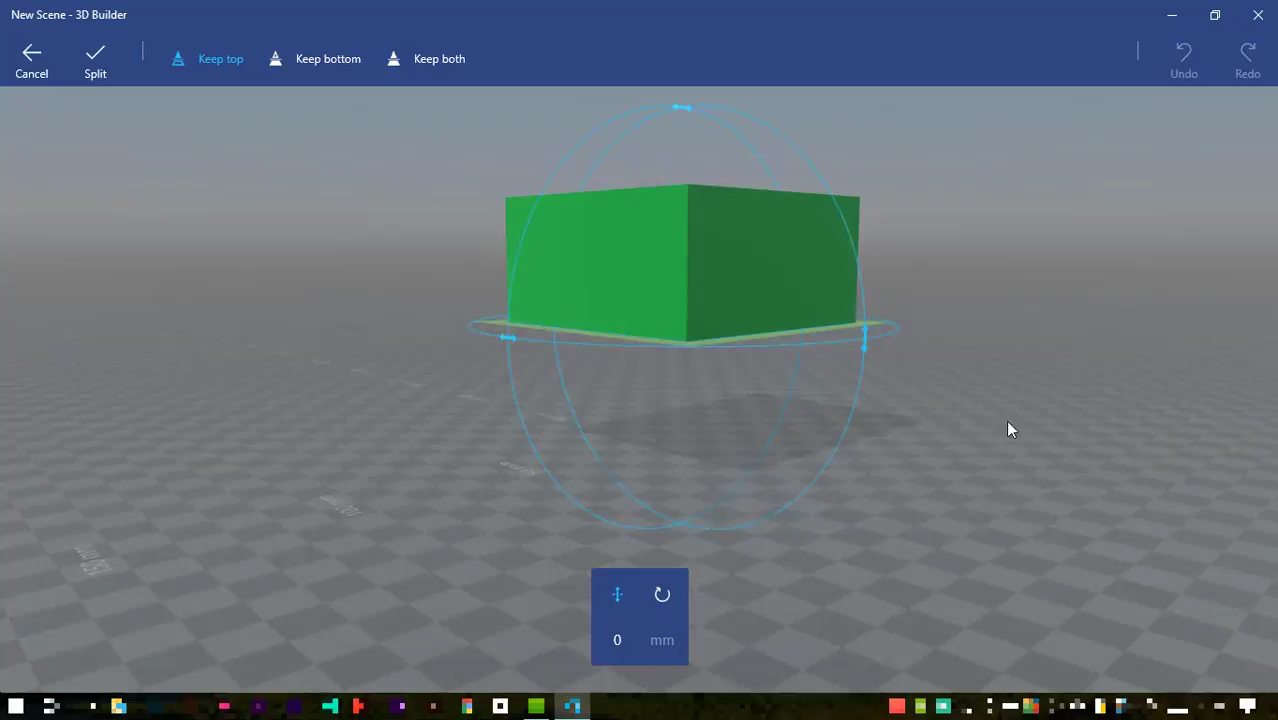 New Scene - 3D Builder
Cancel
Split
Keep top
Keep bottom
Keep both
Undo
Redo
0
mm